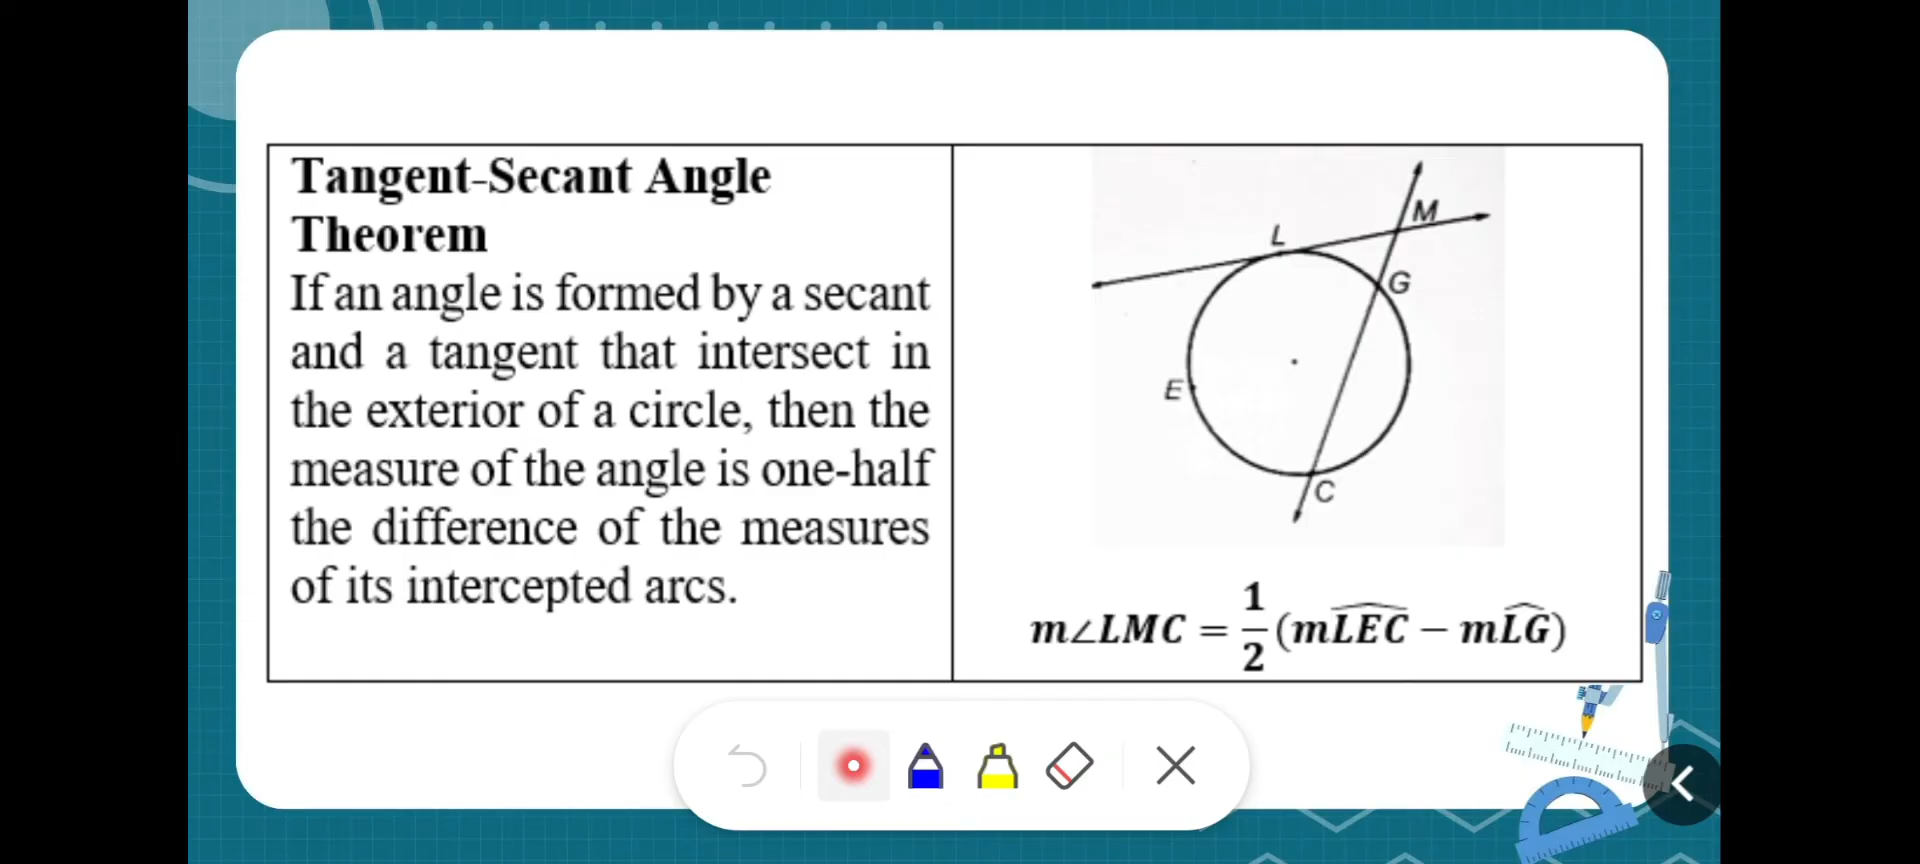 Tangent-Secant Angle
Theorem
If an angle is formed by a secant
and a tangent that intersect in
the exterior of a circle, then the
measure of the angle is one-half
the difference of the measures
of its intercepted arcs.
M
L
G
E
C
m∠LMC = 1/2 (mLEC⌢ − mLG⌢)